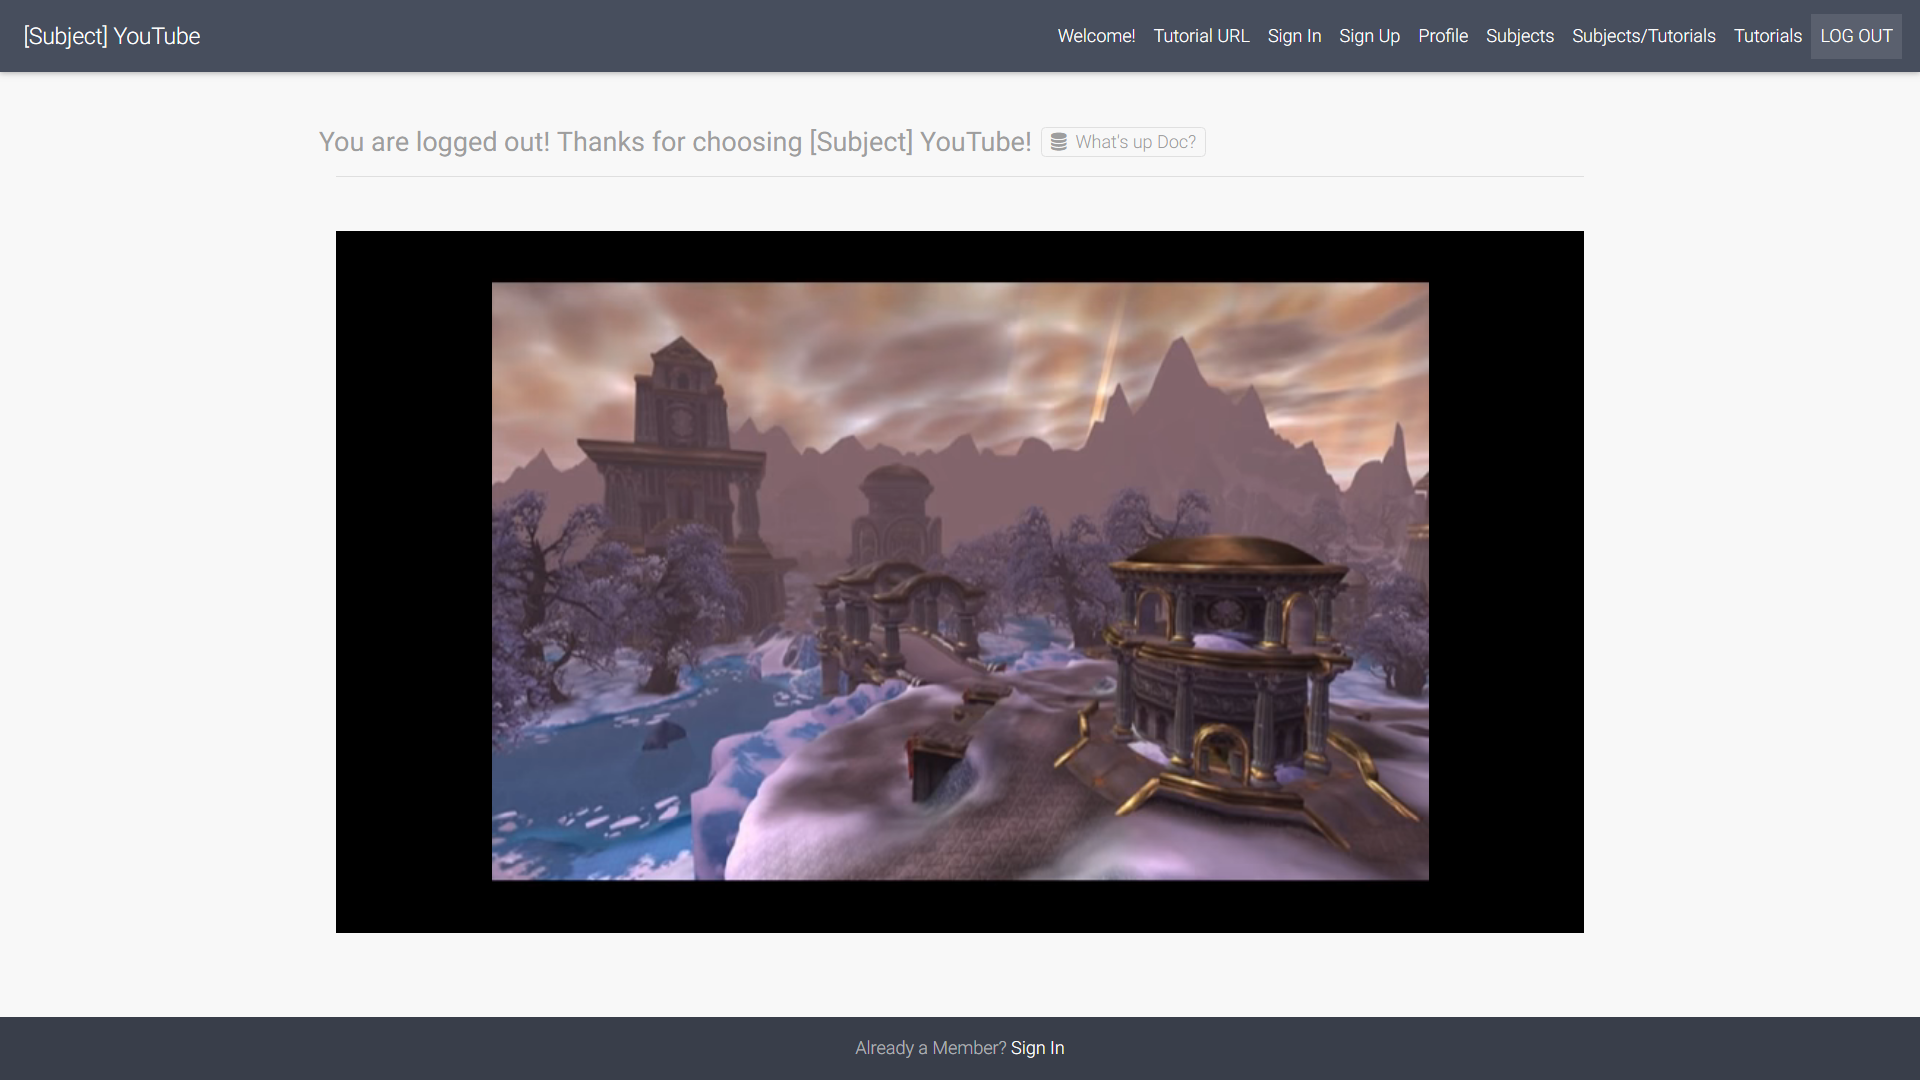 [Subject] YouTube
Welcome! Tutorial URL Sign In Sign Up Profile Subjects Subjects/Tutorials Tutorials LOG OUT
You are logged out! Thanks for choosing [Subject] YouTube! What's up Doc?
Already a Member? Sign In